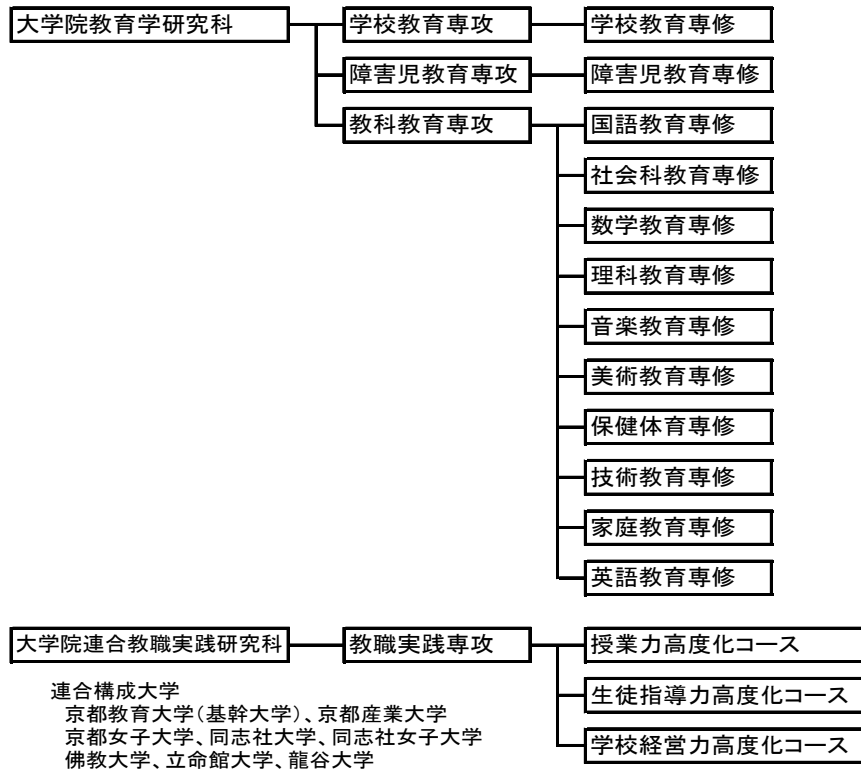 大学院教育学研究科 学校教育専攻 学校教育専修
障害児教育専攻 障害児教育専修
教科教育専攻 国語教育専修
社会科教育専修
数学教育専修
理科教育専修
音楽教育専修
美術教育専修
保健体育専修
技術教育専修
家庭教育専修
英語教育専修
大学院連合教職実践研究科 教職実践専攻 授業力高度化コース
連合構成大学
生徒指導力高度化コース
京都教育大学(基幹大学)、京都産業大学
京都女子大学、同志社大学、同志社女子大学
学校経営力高度化コース
佛教大学、立命館大学、龍谷大学